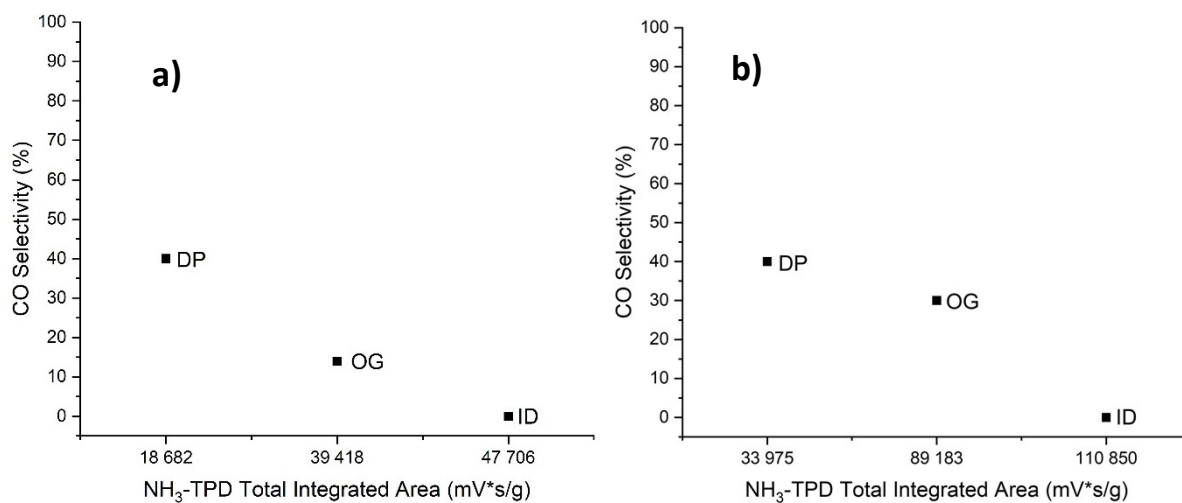 a)
CO Selectivity (%)
100
90
80
70
60
50
40
30
20
10
0
DP
OG
ID
18 682
39 418
47 706
NH₃-TPD Total Integrated Area (mV*s/g)
b)
CO Selectivity (%)
100
90
80
70
60
50
40
30
20
10
0
DP
OG
ID
33 975
89 183
110 850
NH₃-TPD Total Integrated Area (mV*s/g)